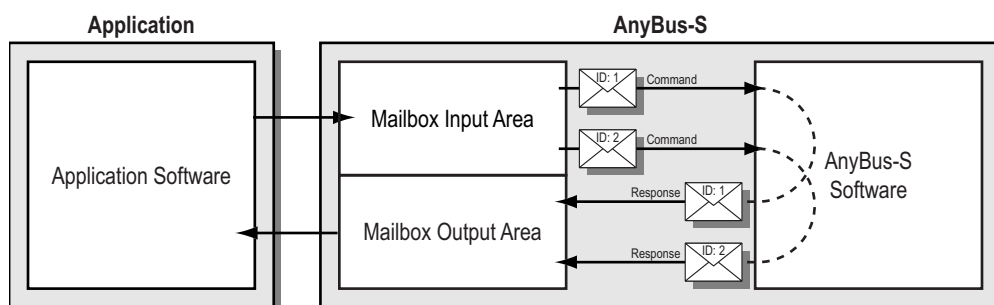 Application
AnyBus-S
Application Software
Mailbox Input Area
Mailbox Output Area
ID: 1
Command
ID: 2
Command
Response
ID: 1
Response
ID: 2
AnyBus-S
Software